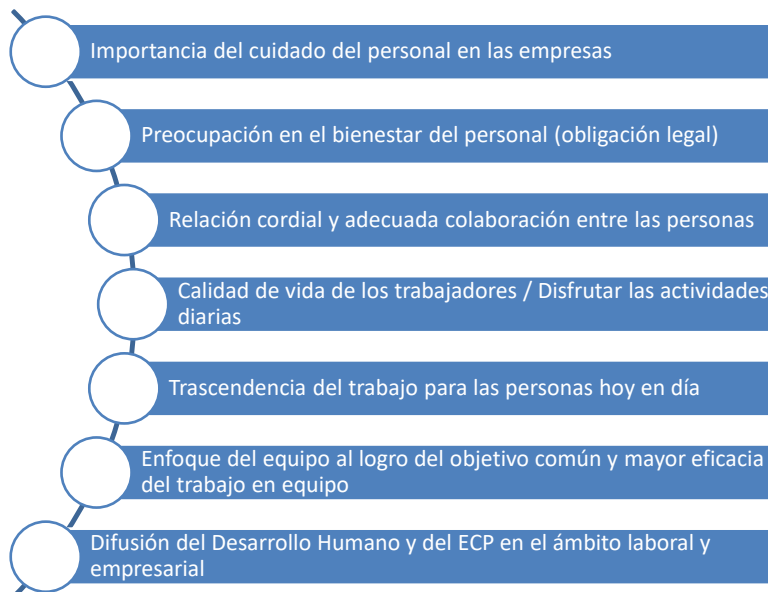 Importancia del cuidado del personal en las empresas
Preocupación en el bienestar del personal (obligación legal)
Relación cordial y adecuada colaboración entre las personas
Calidad de vida de los trabajadores / Disfrutar las actividades
diarias
Trascendencia del trabajo para las personas hoy en día
Enfoque del equipo al logro del objetivo común y mayor eficacia
del trabajo en equipo
Difusión del Desarrollo Humano y del ECP en el ámbito laboral y
empresarial